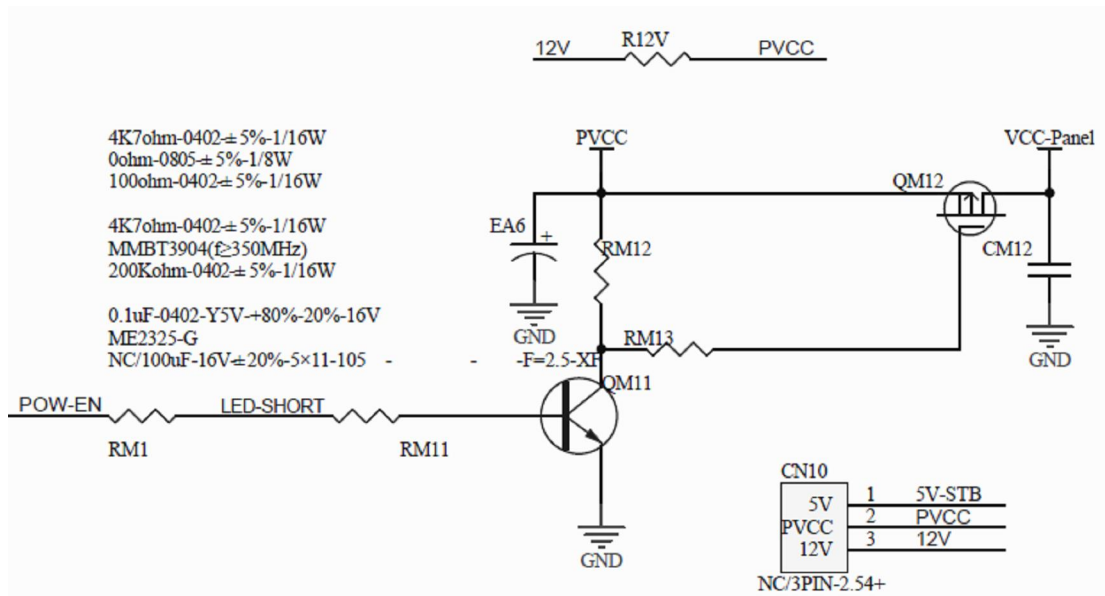 12V R12V PVCC
4K7ohm-0402-±5%-1/16W
0ohm-0805-±5%-1/8W
100ohm-0402-±5%-1/16W
PVCC
VCC-Panel
QM12
4K7ohm-0402-±5%-1/16W
MMBT3904(f≥350MHz)
200Kohm-0402-±5%-1/16W
EA6
+
RM12
CM12
0.1uF-0402-Y5V-+80%-20%-16V
ME2325-G
NC/100uF-16V±20%-5×11-105 - - -F=2.5-XF
GND
RM13
GND
QM11
POW-EN
LED-SHORT
RM1
RM11
GND
CN10
5V 1 5V-STB
PVCC 2 PVCC
12V 3 12V
NC/3PIN-2.54+